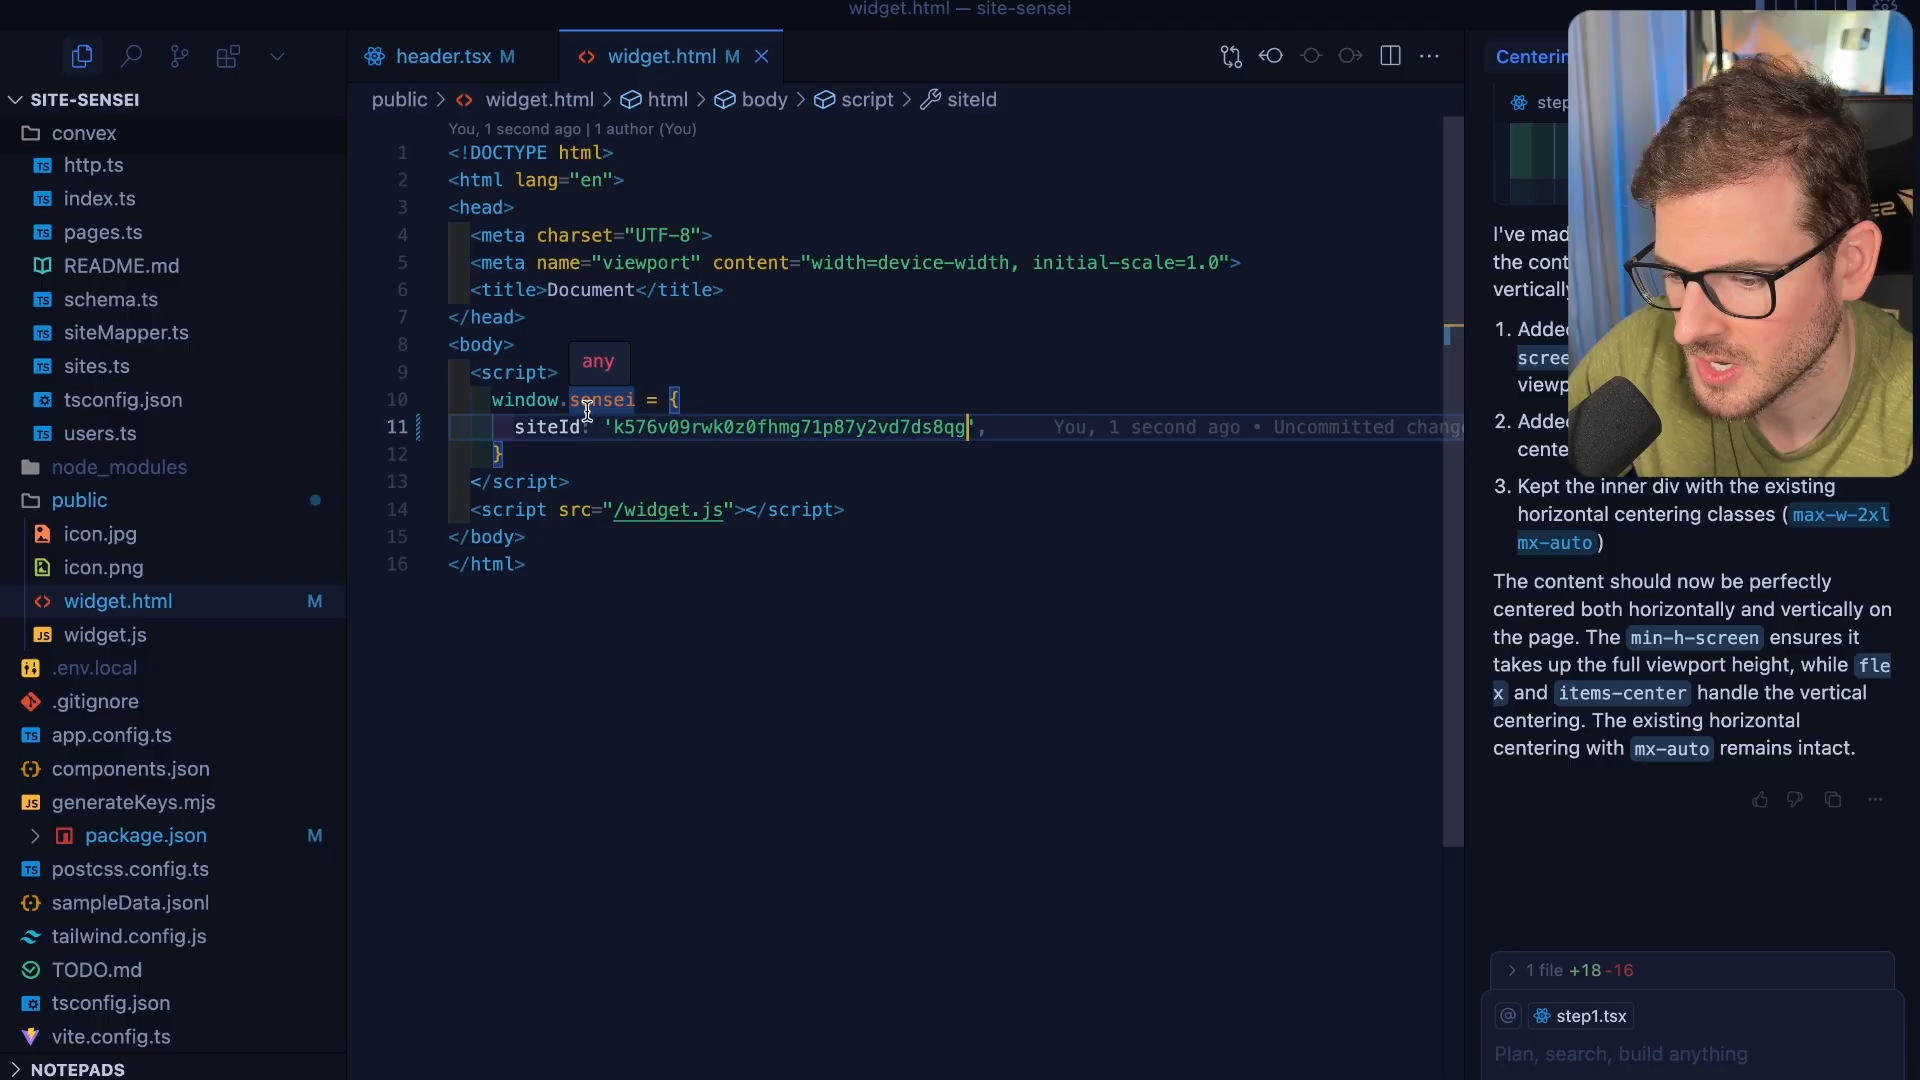 widget.html — site-sensei
header.tsx M
widget.html M
SITE-SENSEI
convex
http.ts
index.ts
pages.ts
README.md
schema.ts
siteMapper.ts
sites.ts
tsconfig.json
users.ts
node_modules
public
icon.jpg
icon.png
widget.html M
widget.js
.env.local
.gitignore
app.config.ts
components.json
generateKeys.mjs
package.json M
postcss.config.ts
sampleData.jsonl
tailwind.config.js
TODO.md
tsconfig.json
vite.config.ts
NOTEPADS
public > widget.html > html > body > script > siteId
You, 1 second ago | 1 author (You)
1 <!DOCTYPE html>
2 <html lang="en">
3 <head>
4 <meta charset="UTF-8">
5 <meta name="viewport" content="width=device-width, initial-scale=1.0">
6 <title>Document</title>
7 </head>
8 <body>
any
9 <script>
10 window.sensei = {
11 siteId: 'k576v09rwk0z0fhmg71p87y2vd7ds8qg', You, 1 second ago • Uncommitted chang
12 }
13 </script>
14 <script src="/widget.js"></script>
15 </body>
16 </html>
I've mad
the cont
vertically
1. Adde
scree
viewp
2. Adde
cente
3. Kept the inner div with the existing
horizontal centering classes ( max-w-2xl
mx-auto )
The content should now be perfectly
centered both horizontally and vertically on
the page. The min-h-screen ensures it
takes up the full viewport height, while fle
x and items-center handle the vertical
centering. The existing horizontal
centering with mx-auto remains intact.
> 1 file +18 -16
@ step1.tsx
Plan, search, build anything